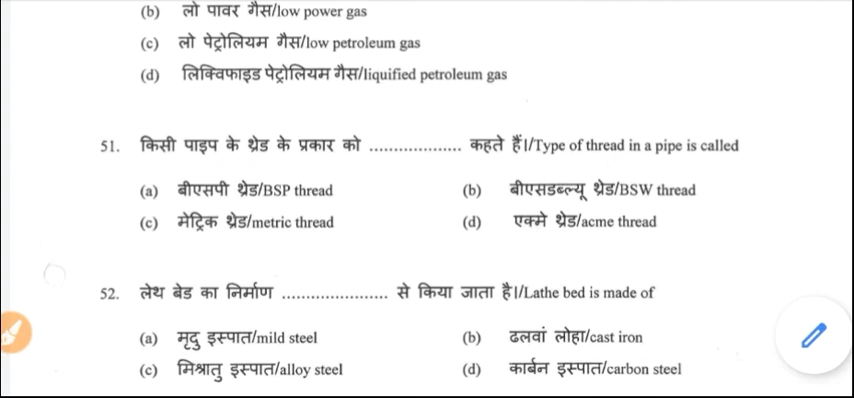 (b) लो पावर गैस/low power gas
(c) लो पेट्रोलियम गैस/low petroleum gas
(d) लिक्विफाइड पेट्रोलियम गैस/liquified petroleum gas
51. किसी पाइप के थ्रेड के प्रकार को .................. कहते हैं।/Type of thread in a pipe is called
(a) बीएसपी थ्रेड/BSP thread (b) बीएसडब्ल्यू थ्रेड/BSW thread
(c) मेट्रिक थ्रेड/metric thread (d) एक्मे थ्रेड/acme thread
52. लेथ बेड का निर्माण ..................... से किया जाता है।/Lathe bed is made of
(a) मृदु इस्पात/mild steel (b) ढलवां लोहा/cast iron
(c) मिश्रातु इस्पात/alloy steel (d) कार्बन इस्पात/carbon steel